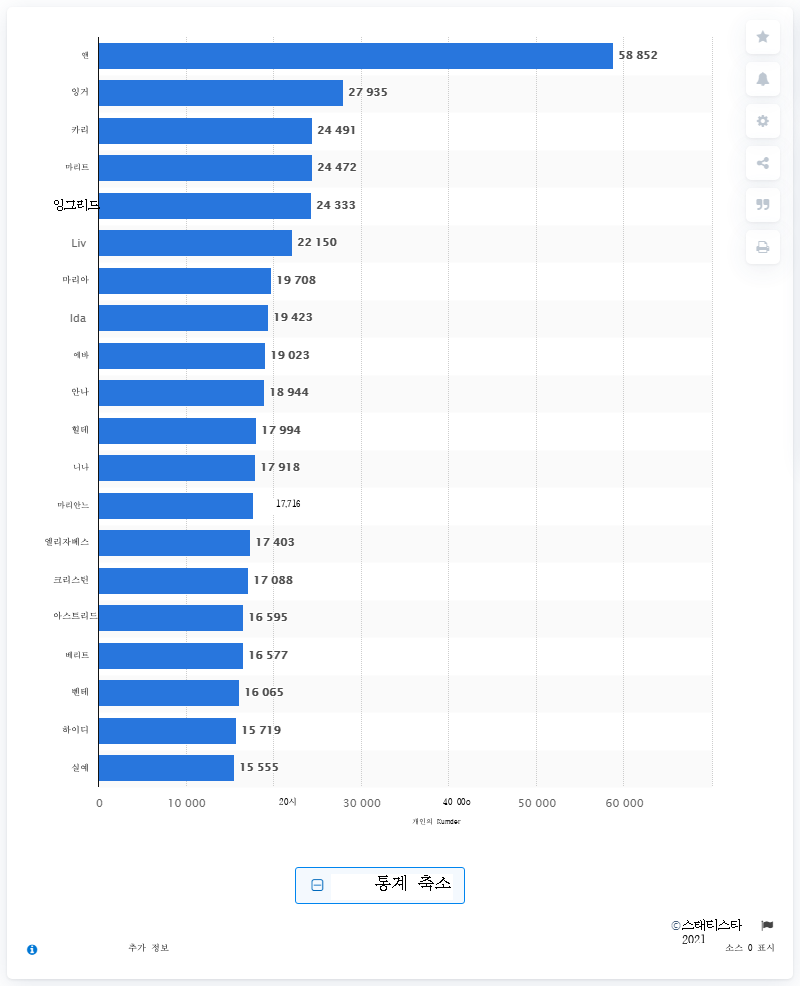 앤 58 852
잉거 27 935
카리 24 491
마리트 24 472
잉그리드 24 333
Liv 22 150
마리아 19 708
Ida 19 423
에바 19 023
안나 18 944
힐데 17 994
니나 17 918
마리안느 17,716
엘리자베스 17 403
크리스틴 17 088
아스트리드 16 595
베리트 16 577
벤테 16 065
하이디 15 719
실예 15 555
0 10 000 20시 30 000 40 00o 50 000 60 000
개인의 Kumder
통계 축소
©스태티스타
2021
추가 정보 소스 0 표시